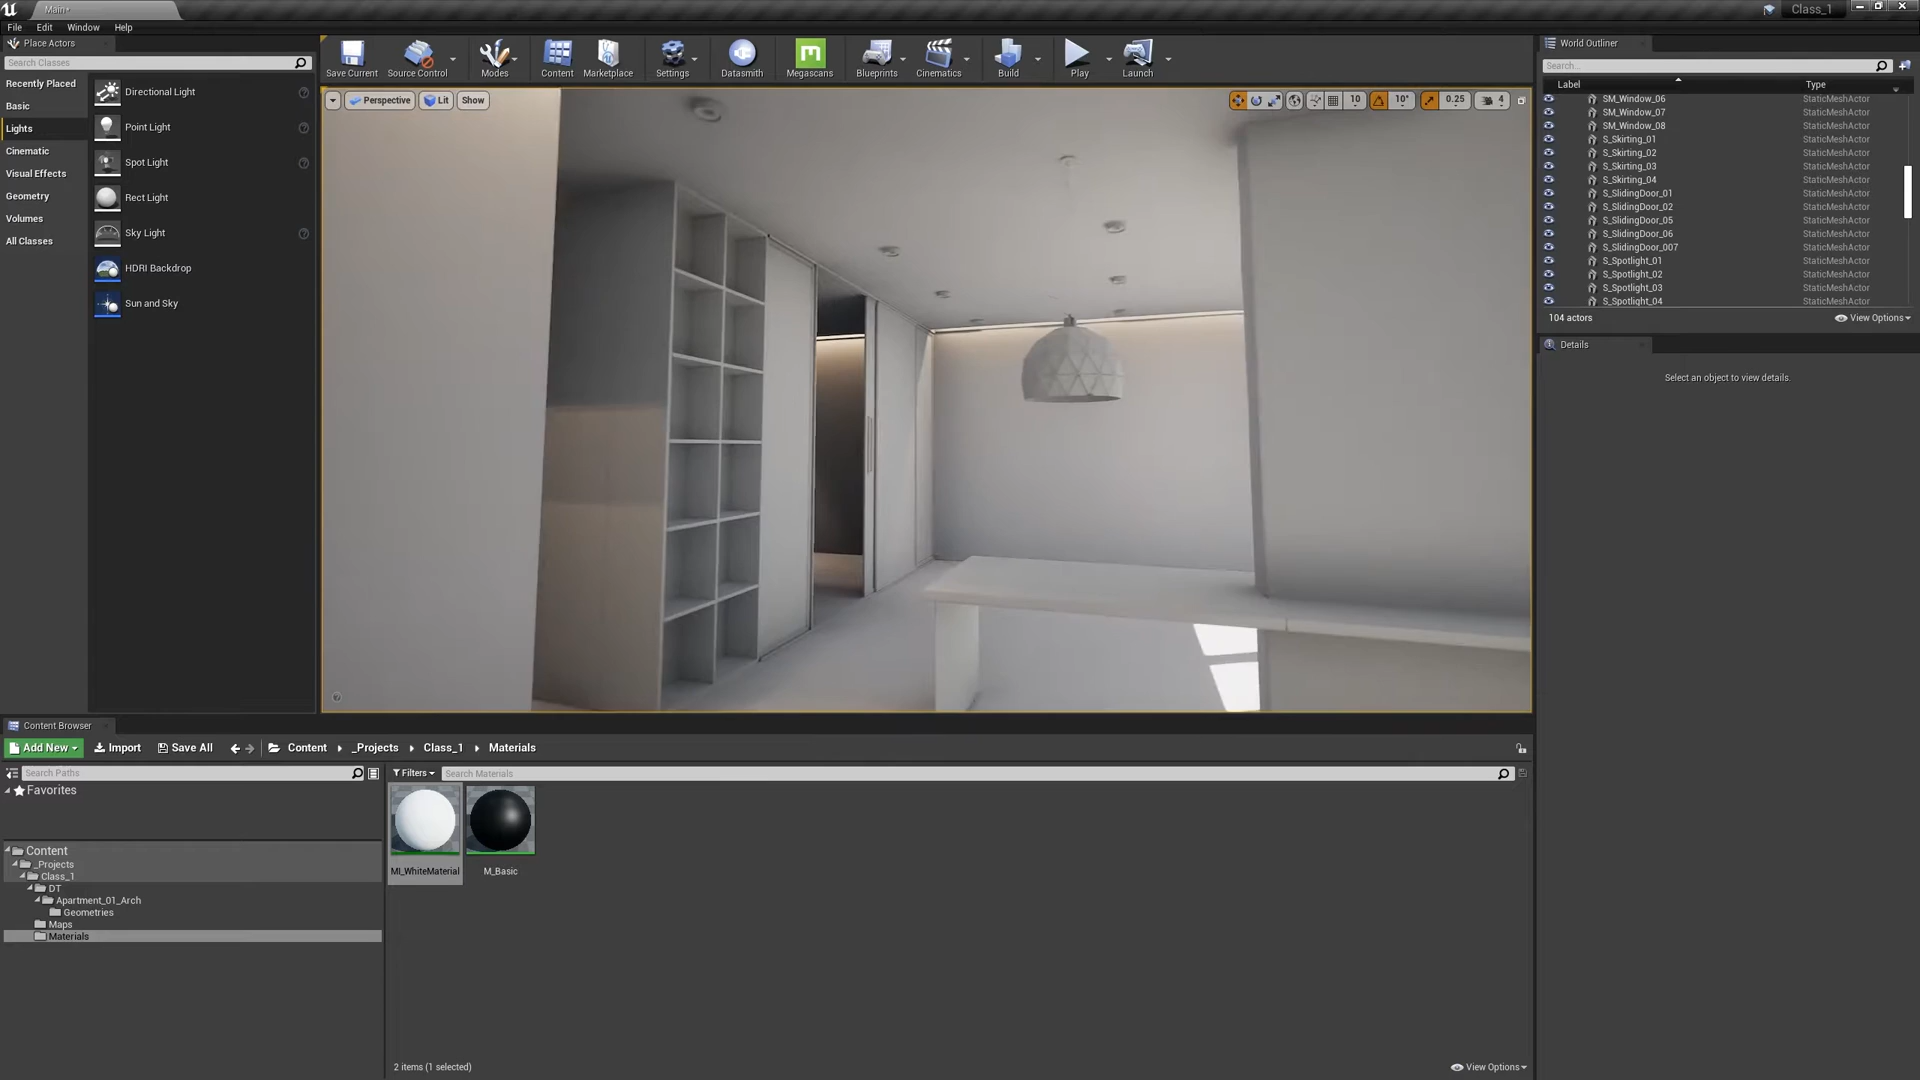 Main*
Class_1
File Edit Window Help
Place Actors
Search Classes
Recently Placed
Basic
Lights
Cinematic
Visual Effects
Geometry
Volumes
All Classes
Directional Light
Point Light
Spot Light
Rect Light
Sky Light
HDRI Backdrop
Sun and Sky
Save Current Source Control Modes Content Marketplace Settings Datasmith Megascans Blueprints Cinematics Build Play Launch
Perspective Lit Show
10 10° 0.25 4
World Outliner
Search...
Label Type
SM_Window_06 StaticMeshActor
SM_Window_07 StaticMeshActor
SM_Window_08 StaticMeshActor
S_Skirting_01 StaticMeshActor
S_Skirting_02 StaticMeshActor
S_Skirting_03 StaticMeshActor
S_Skirting_04 StaticMeshActor
S_SlidingDoor_01 StaticMeshActor
S_SlidingDoor_02 StaticMeshActor
S_SlidingDoor_05 StaticMeshActor
S_SlidingDoor_06 StaticMeshActor
S_SlidingDoor_007 StaticMeshActor
S_Spotlight_01 StaticMeshActor
S_Spotlight_02 StaticMeshActor
S_Spotlight_03 StaticMeshActor
S_Spotlight_04 StaticMeshActor
104 actors View Options
Details
Select an object to view details.
Content Browser
Add New Import Save All Content _Projects Class_1 Materials
Search Paths
Filters Search Materials
Favorites
Content
_Projects
Class_1
DT
Apartment_01_Arch
Geometries
Maps
Materials
MI_WhiteMaterial
M_Basic
2 items (1 selected) View Options